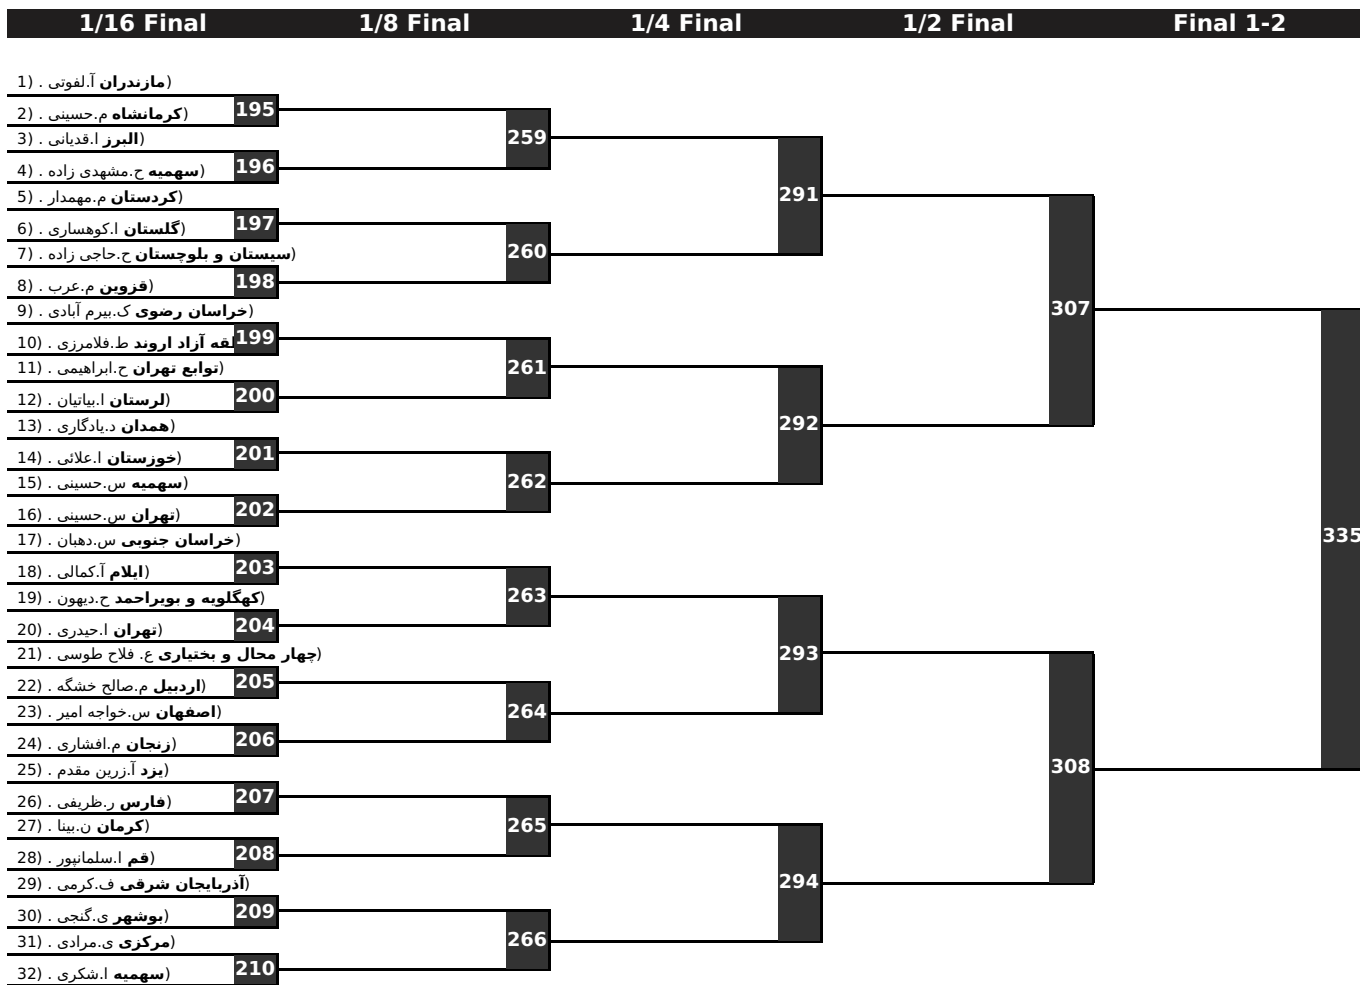 1/16 Final 1/8 Final 1/4 Final 1/2 Final Final 1-2
1) . آ.لفوتی مازندران)
2) . م.حسینی کرمانشاه)
195
3) . ا.قدیانی البرز)
4) . ح.مشهدی زاده سهمیه)
196
5) . م.مهمدار کردستان)
6) . ا.کوهساری گلستان)
197
7) . ح.حاجی زاده سیستان و بلوچستان)
8) . م.عرب قزوین)
198
9) . ک.بیرم آبادی خراسان رضوی)
10) . ط.فلامرزی آزاد اروند
199
11) . ح.ابراهیمی توابع تهران)
12) . ا.بیاتیان لرستان)
200
13) . د.یادگاری همدان)
14) . ا.علائی خوزستان)
201
15) . س.حسینی سهمیه)
16) . س.حسینی تهران)
202
17) . س.دهبان خراسان جنوبی)
18) . آ.کمالی ایلام)
203
19) . ح.دیهون کهگلویه و بویراحمد)
20) . ا.حیدری تهران)
204
21) . ع. فلاح طوسی چهار محال و بختیاری)
22) . م.صالح خشگه اردبیل)
205
23) . س.خواجه امیر اصفهان)
24) . م.افشاری زنجان)
206
25) . آ.زرین مقدم یزد)
26) . ر.ظریفی فارس)
207
27) . ن.بینا کرمان)
28) . ا.سلمانپور قم)
208
29) . ف.کرمی آذربایجان شرقی)
30) . ی.گنجی بوشهر)
209
31) . ی.مرادی مرکزی)
32) . ا.شکری سهمیه)
210
259
260
261
262
263
264
265
266
291
292
293
294
307
308
335